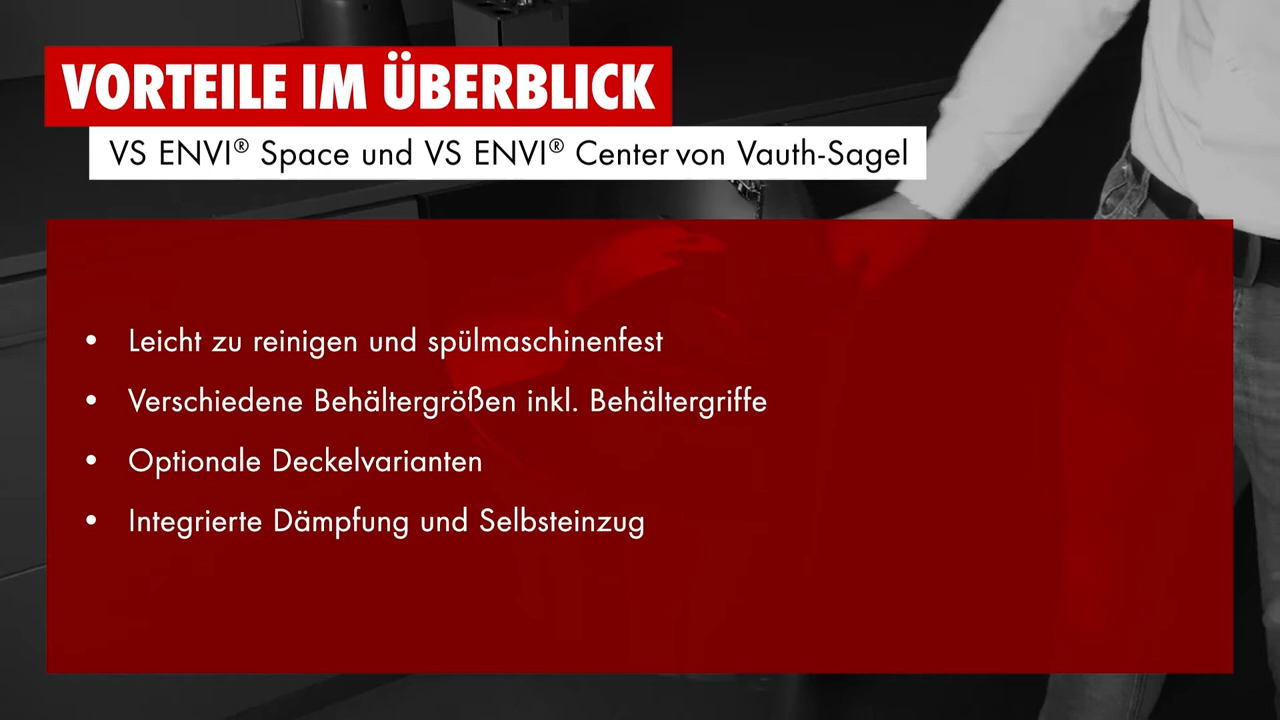 VORTEILE IM ÜBERBLICK
VS ENVI® Space und VS ENVI® Center von Vauth-Sagel
• Leicht zu reinigen und spülmaschinenfest
• Verschiedene Behältergrößen inkl. Behältergriffe
• Optionale Deckelvarianten
• Integrierte Dämpfung und Selbsteinzug